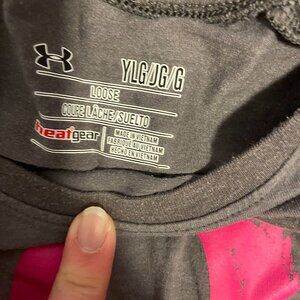 YLG/JG/G
LOOSE
COUPE LÂCHE/SUELTO
heatgear
MADE IN VIETNAM
FABRIQUÉ AU VIETNAM
HECHO EN VIETNAM